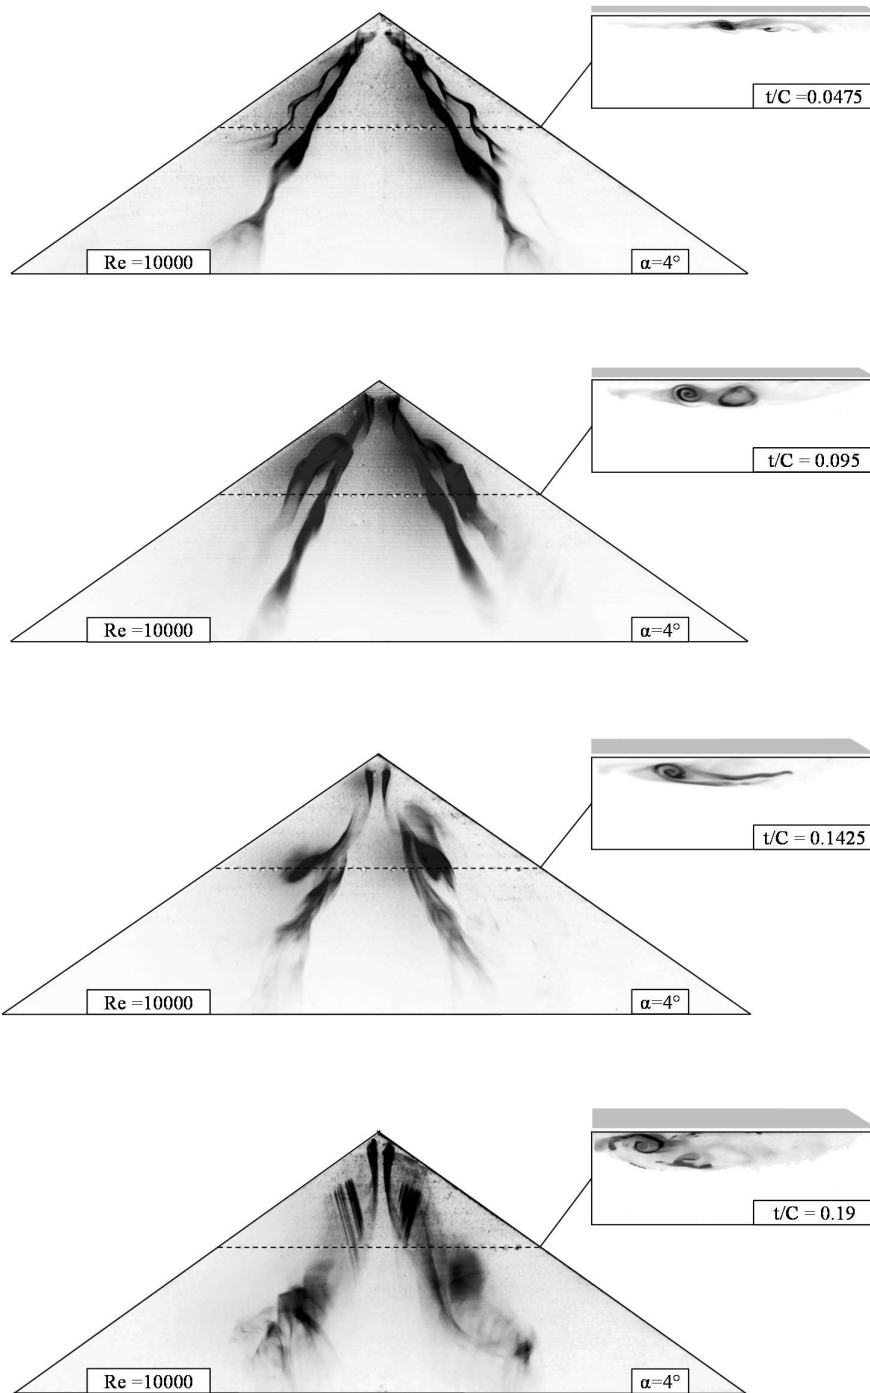 t/C =0.0475
Re =10000
α=4°
t/C = 0.095
Re =10000
α=4°
t/C = 0.1425
Re =10000
α=4°
t/C = 0.19
Re =10000
α=4°